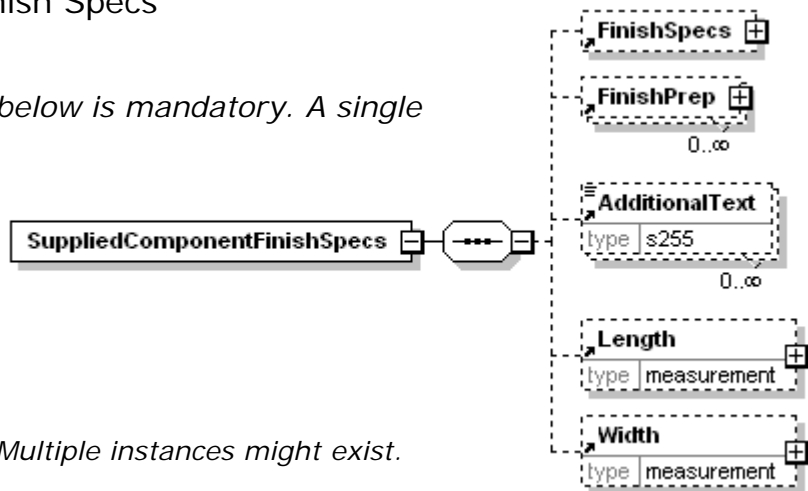 nish Specs
below is mandatory. A single
Multiple instances might exist.
SuppliedComponentFinishSpecs
FinishSpecs
FinishPrep
0..∞
AdditionalText
type s255
0..∞
Length
type measurement
Width
type measurement